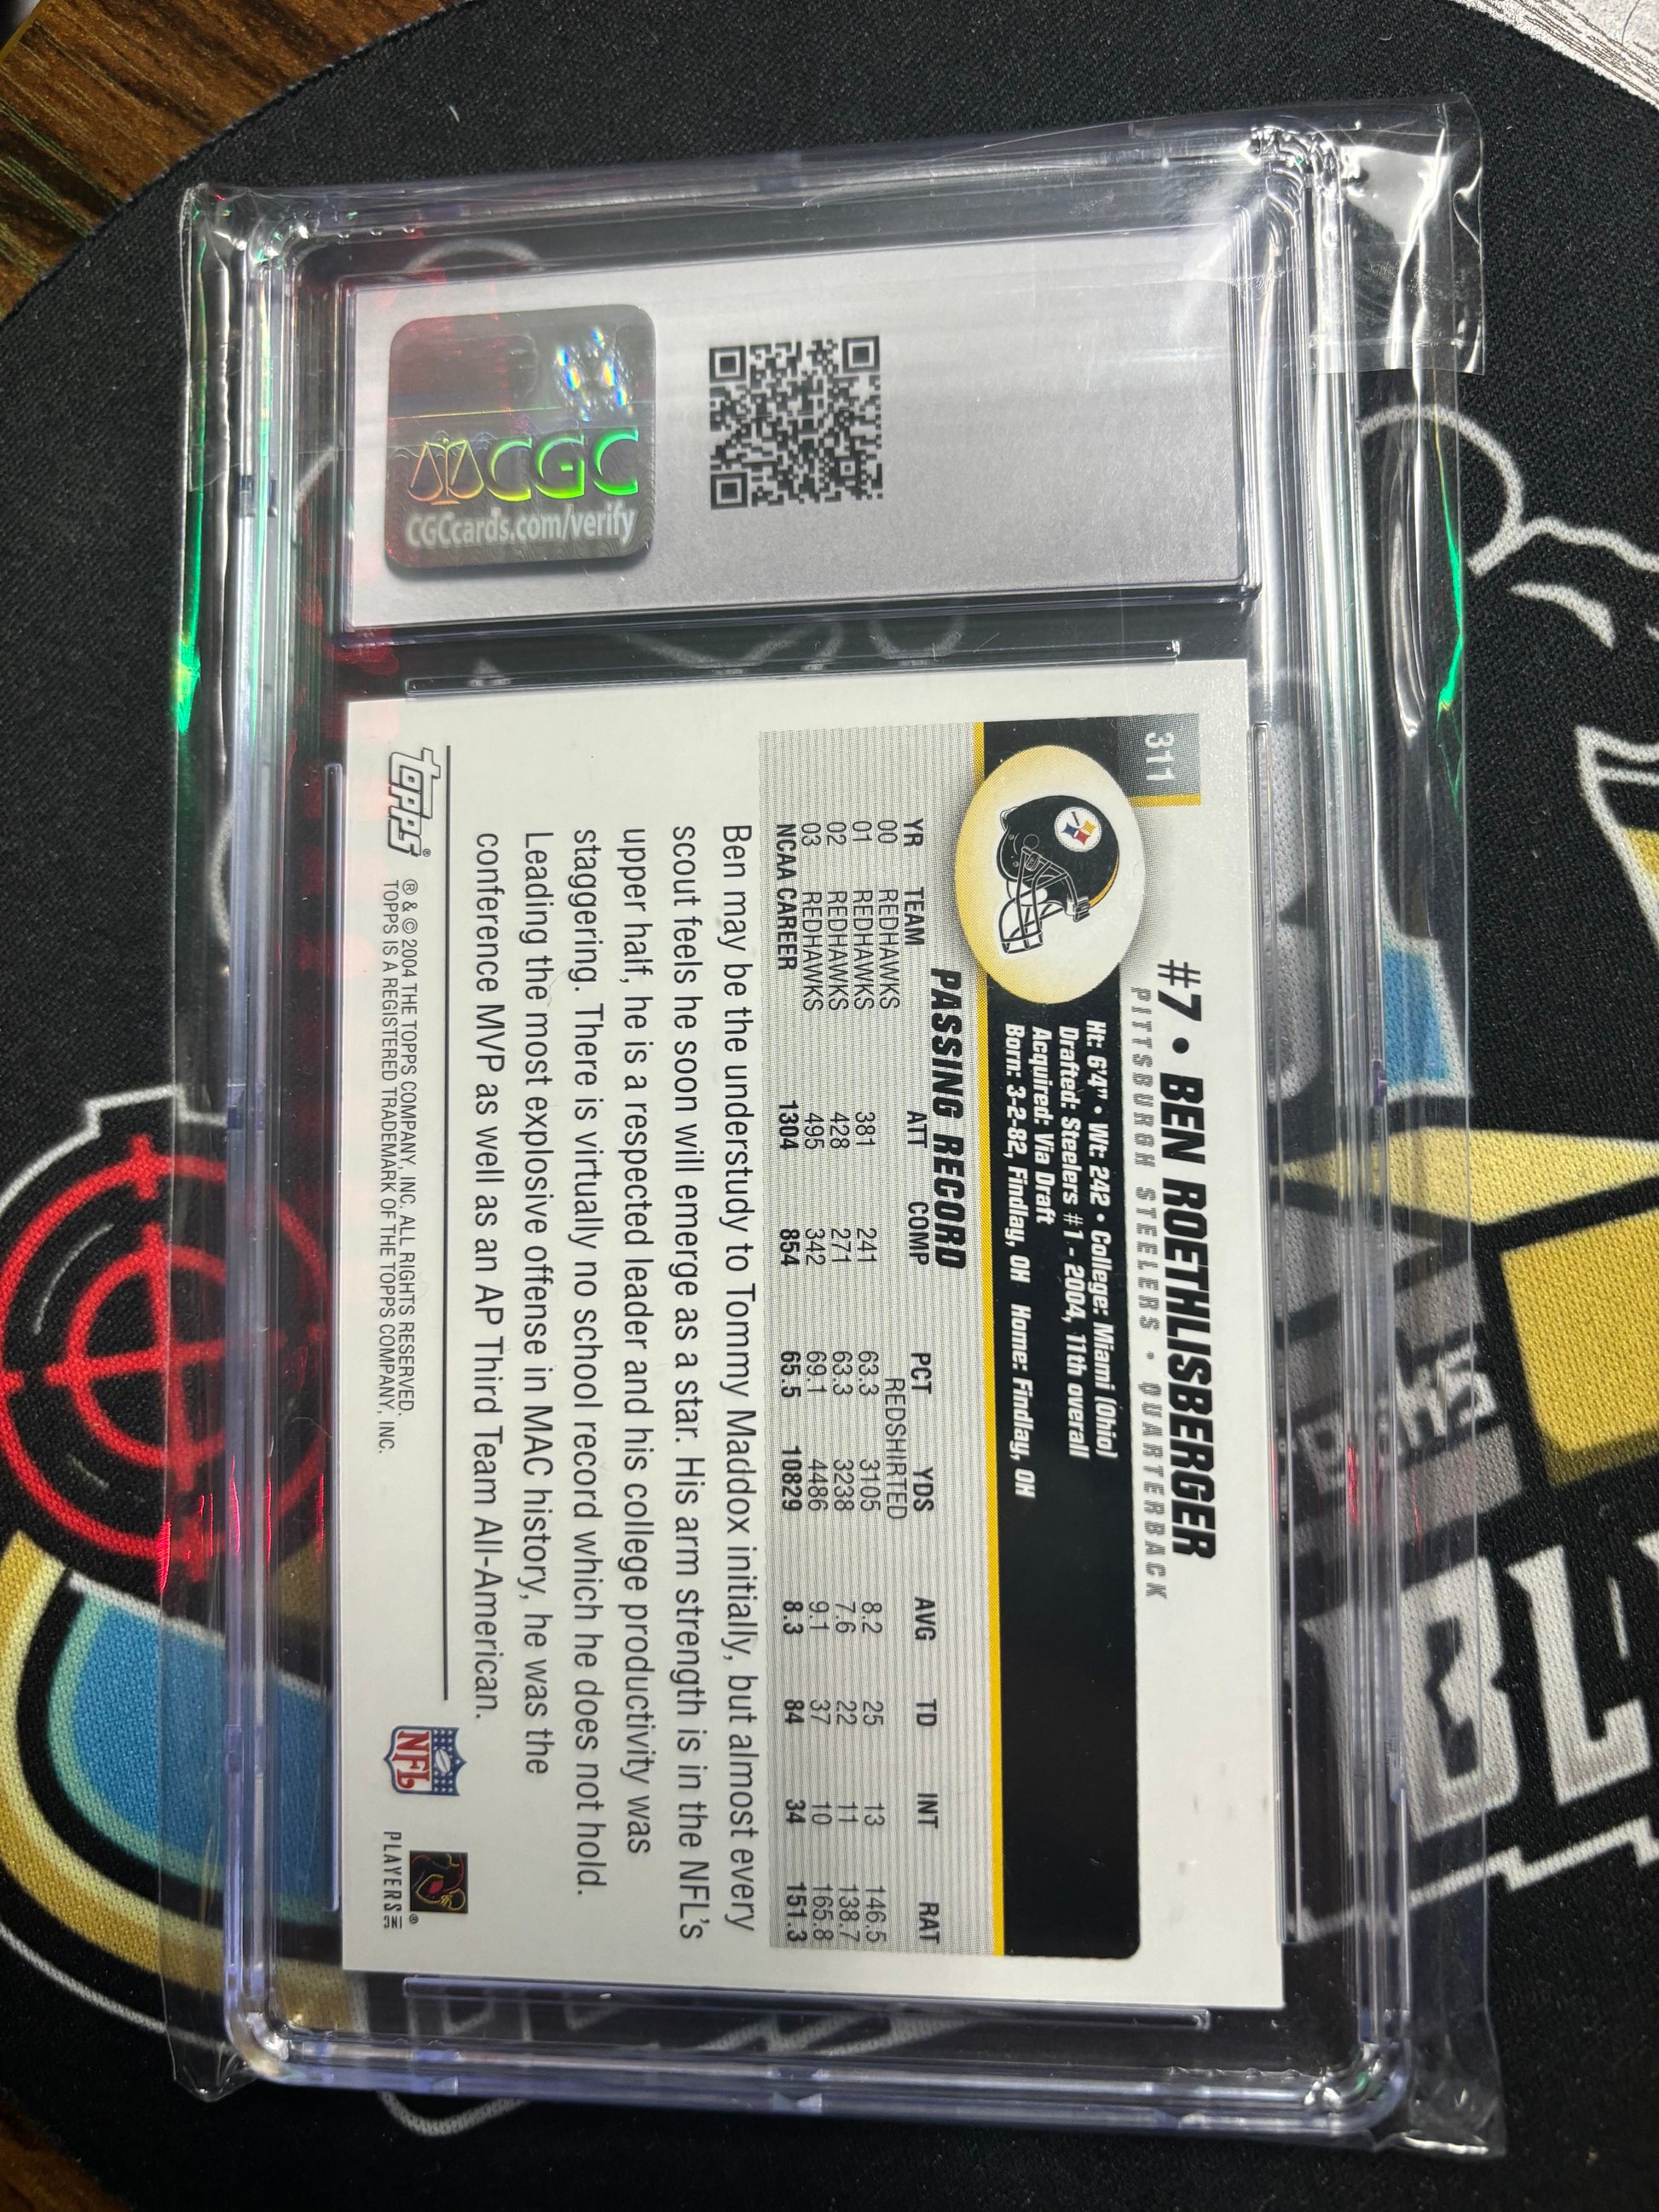 CGC
CGCcards.com/verify
311
#7 • BEN ROETHLISBERGER
PITTSBURGH STEELERS • QUARTERBACK
Ht: 6'4" • Wt: 242 • College: Miami (Ohio)
Drafted: Steelers #1 - 2004, 11th overall
Acquired: Via Draft
Born: 3-2-82, Findlay, OH Home: Findlay, OH
PASSING RECORD
YR TEAM ATT COMP PCT YDS AVG TD INT RAT
00 REDHAWKS REDSHIRTED
01 REDHAWKS 381 241 63.3 3105 8.2 25 13 146.5
02 REDHAWKS 428 271 63.3 3238 7.6 22 11 138.7
03 REDHAWKS 495 342 69.1 4486 9.1 37 10 165.8
NCAA CAREER 1304 854 65.5 10829 8.3 84 34 151.3
Ben may be the understudy to Tommy Maddox initially, but almost every
scout feels he soon will emerge as a star. His arm strength is in the NFL's
upper half, he is a respected leader and his college productivity was
staggering. There is virtually no school record which he does not hold.
Leading the most explosive offense in MAC history, he was the
conference MVP as well as an AP Third Team All-American.
topps®
® & © 2004 THE TOPPS COMPANY, INC. ALL RIGHTS RESERVED.
TOPPS IS A REGISTERED TRADEMARK OF THE TOPPS COMPANY, INC.
NFL
PLAYERS INC